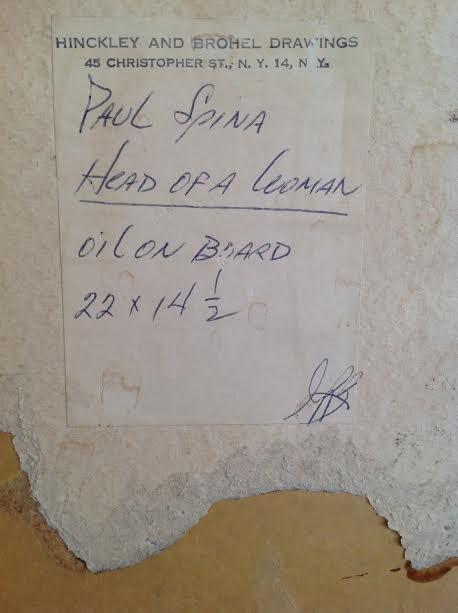 HINCKLEY AND BROHEL DRAWINGS
45 CHRISTOPHER ST., N. Y. 14, N.Y.
PAUL SPINA
HEAD OF A WOMAN
OIL ON BOARD
22 x 14 1/2